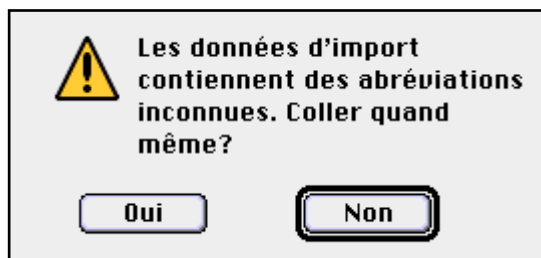 Les données d'import
contiennent des abréviations
inconnues. Coller quand
même?
Oui
Non